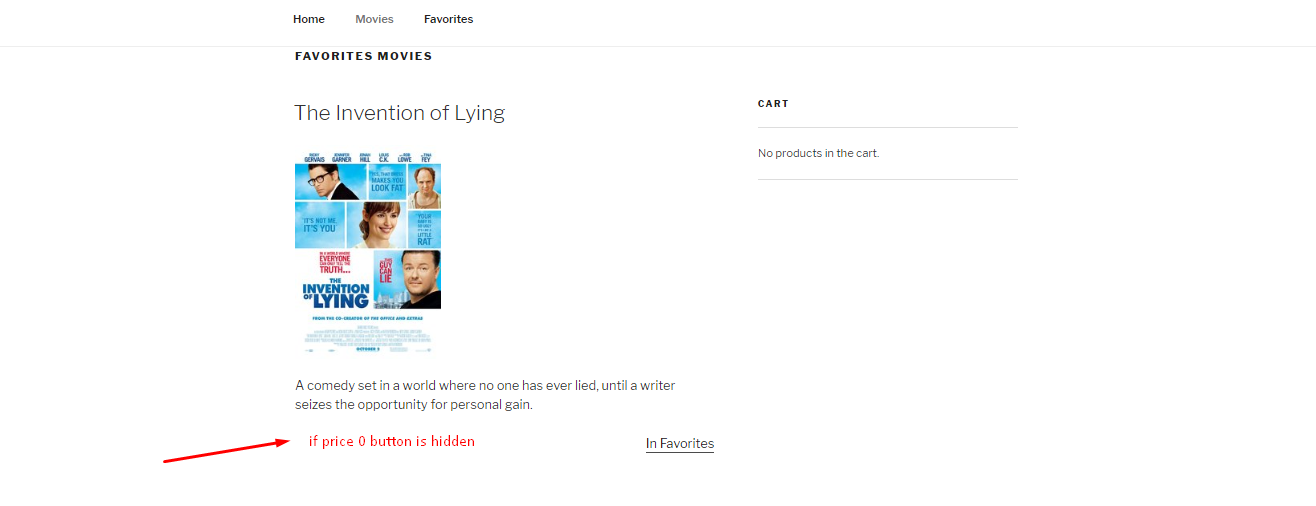 Home Movies Favorites
FAVORITES MOVIES
The Invention of Lying
CART
No products in the cart.
RICKY GERVAIS JENNIFER GARNER JONAH HILL LOUIS C.K. ROB LOWE TINA FEY
YES, THAT DRESS
MAKES YOU
LOOK FAT
IT'S NOT ME,
IT'S YOU
YOUR
BABY IS
SO UGLY
IT'S LIKE A
LITTLE
RAT
IN A WORLD WHERE
EVERYONE
CAN ONLY TELL THE
TRUTH...
THIS
GUY
CAN
LIE
THE
INVENTION
OF LYING
FROM THE CO-CREATOR OF THE OFFICE AND EXTRAS
OCTOBER 2
A comedy set in a world where no one has ever lied, until a writer
seizes the opportunity for personal gain.
if price 0 button is hidden
In Favorites